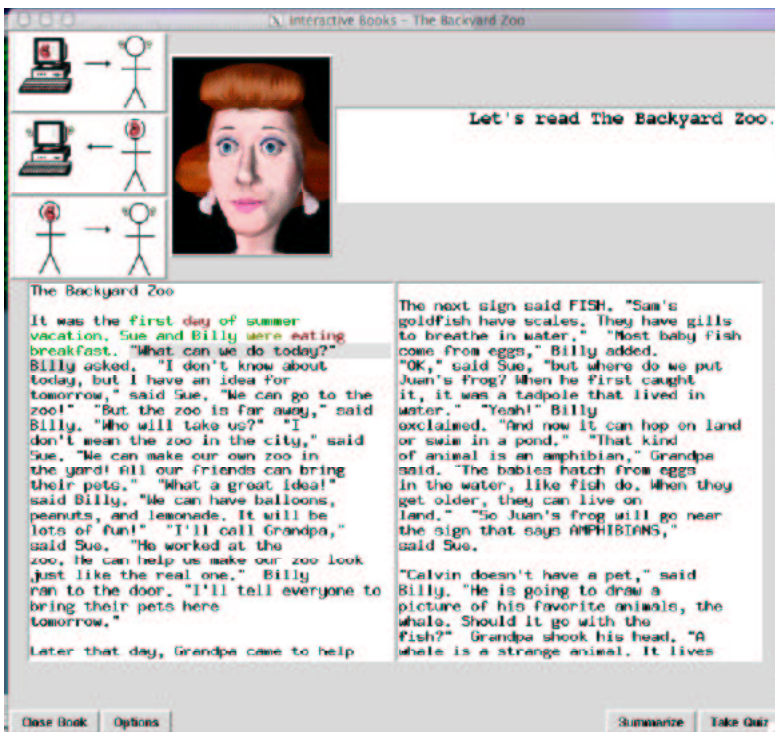 Interactive Books - The Backyard Zoo
Let's read The Backyard Zoo.
The Backyard Zoo
It was the first day of summer
vacation. Sue and Billy were eating
breakfast. "What can we do today?"
Billy asked. "I don't know about
today, but I have an idea for
tomorrow," said Sue, "We can go to the
zoo!" "But the zoo is far away," said
Billy. "Who will take us?" "I
don't mean the zoo in the city," said
Sue. "We can make our own zoo in
the yard! All our friends can bring
their pets." "What a great idea!"
said Billy. "We can have balloons,
peanuts, and lemonade. It will be
lots of fun!" "I'll call Grandpa,"
said Sue. "He worked at the
zoo. He can help us make our zoo look
just like the real one." Billy
ran to the door. "I'll tell everyone to
bring their pets here
tomorrow."
Later that day, Grandpa came to help
The next sign said FISH. "Sam's
goldfish have scales. They have gills
to breathe in water." "Most baby fish
come from eggs," Billy added.
"OK," said Sue, "but where do we put
Juan's frog? When he first caught
it, it was a tadpole that lived in
water." "Yeah!" Billy
exclaimed. "And now it can hop on land
or swim in a pond." "That kind
of animal is an amphibian," Grandpa
said. "The babies hatch from eggs
in the water, like fish do. When they
get older, they can live on
land." "So Juan's frog will go near
the sign that says AMPHIBIANS,"
said Sue.
"Calvin doesn't have a pet," said
Billy. "He is going to draw a
picture of his favorite animals, the
whale. Should it go with the
fish?" Grandpa shook his head. "A
whale is a strange animal. It lives
Close Book
Options
Summarize
Take Quiz